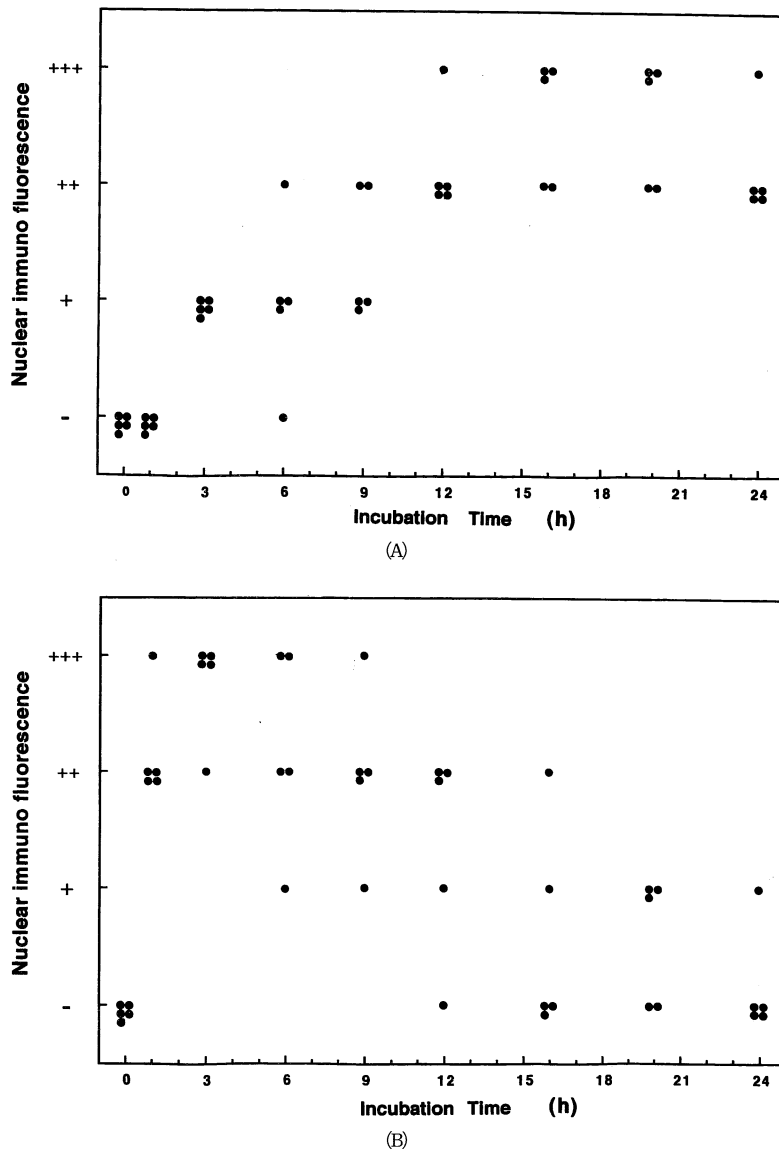 Nuclear immuno fluorescence
+++
++
+
-
0 3 6 9 12 15 18 21 24
Incubation Time (h)
(A)
Nuclear immuno fluorescence
+++
++
+
-
0 3 6 9 12 15 18 21 24
Incubation Time (h)
(B)